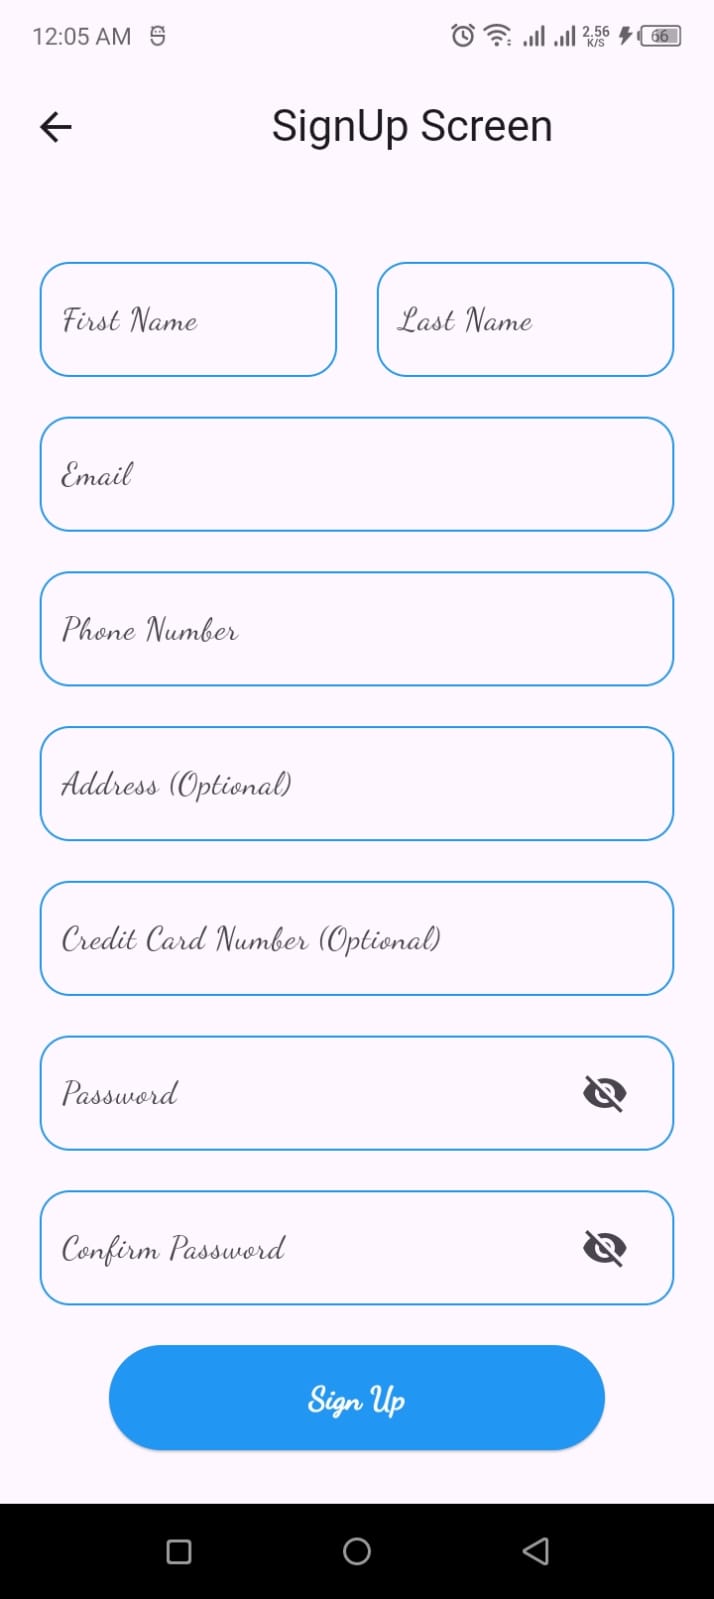 12:05 AM 2.56 K/S 66
SignUp Screen
First Name Last Name
Email
Phone Number
Address (Optional)
Credit Card Number (Optional)
Password
Confirm Password
Sign Up